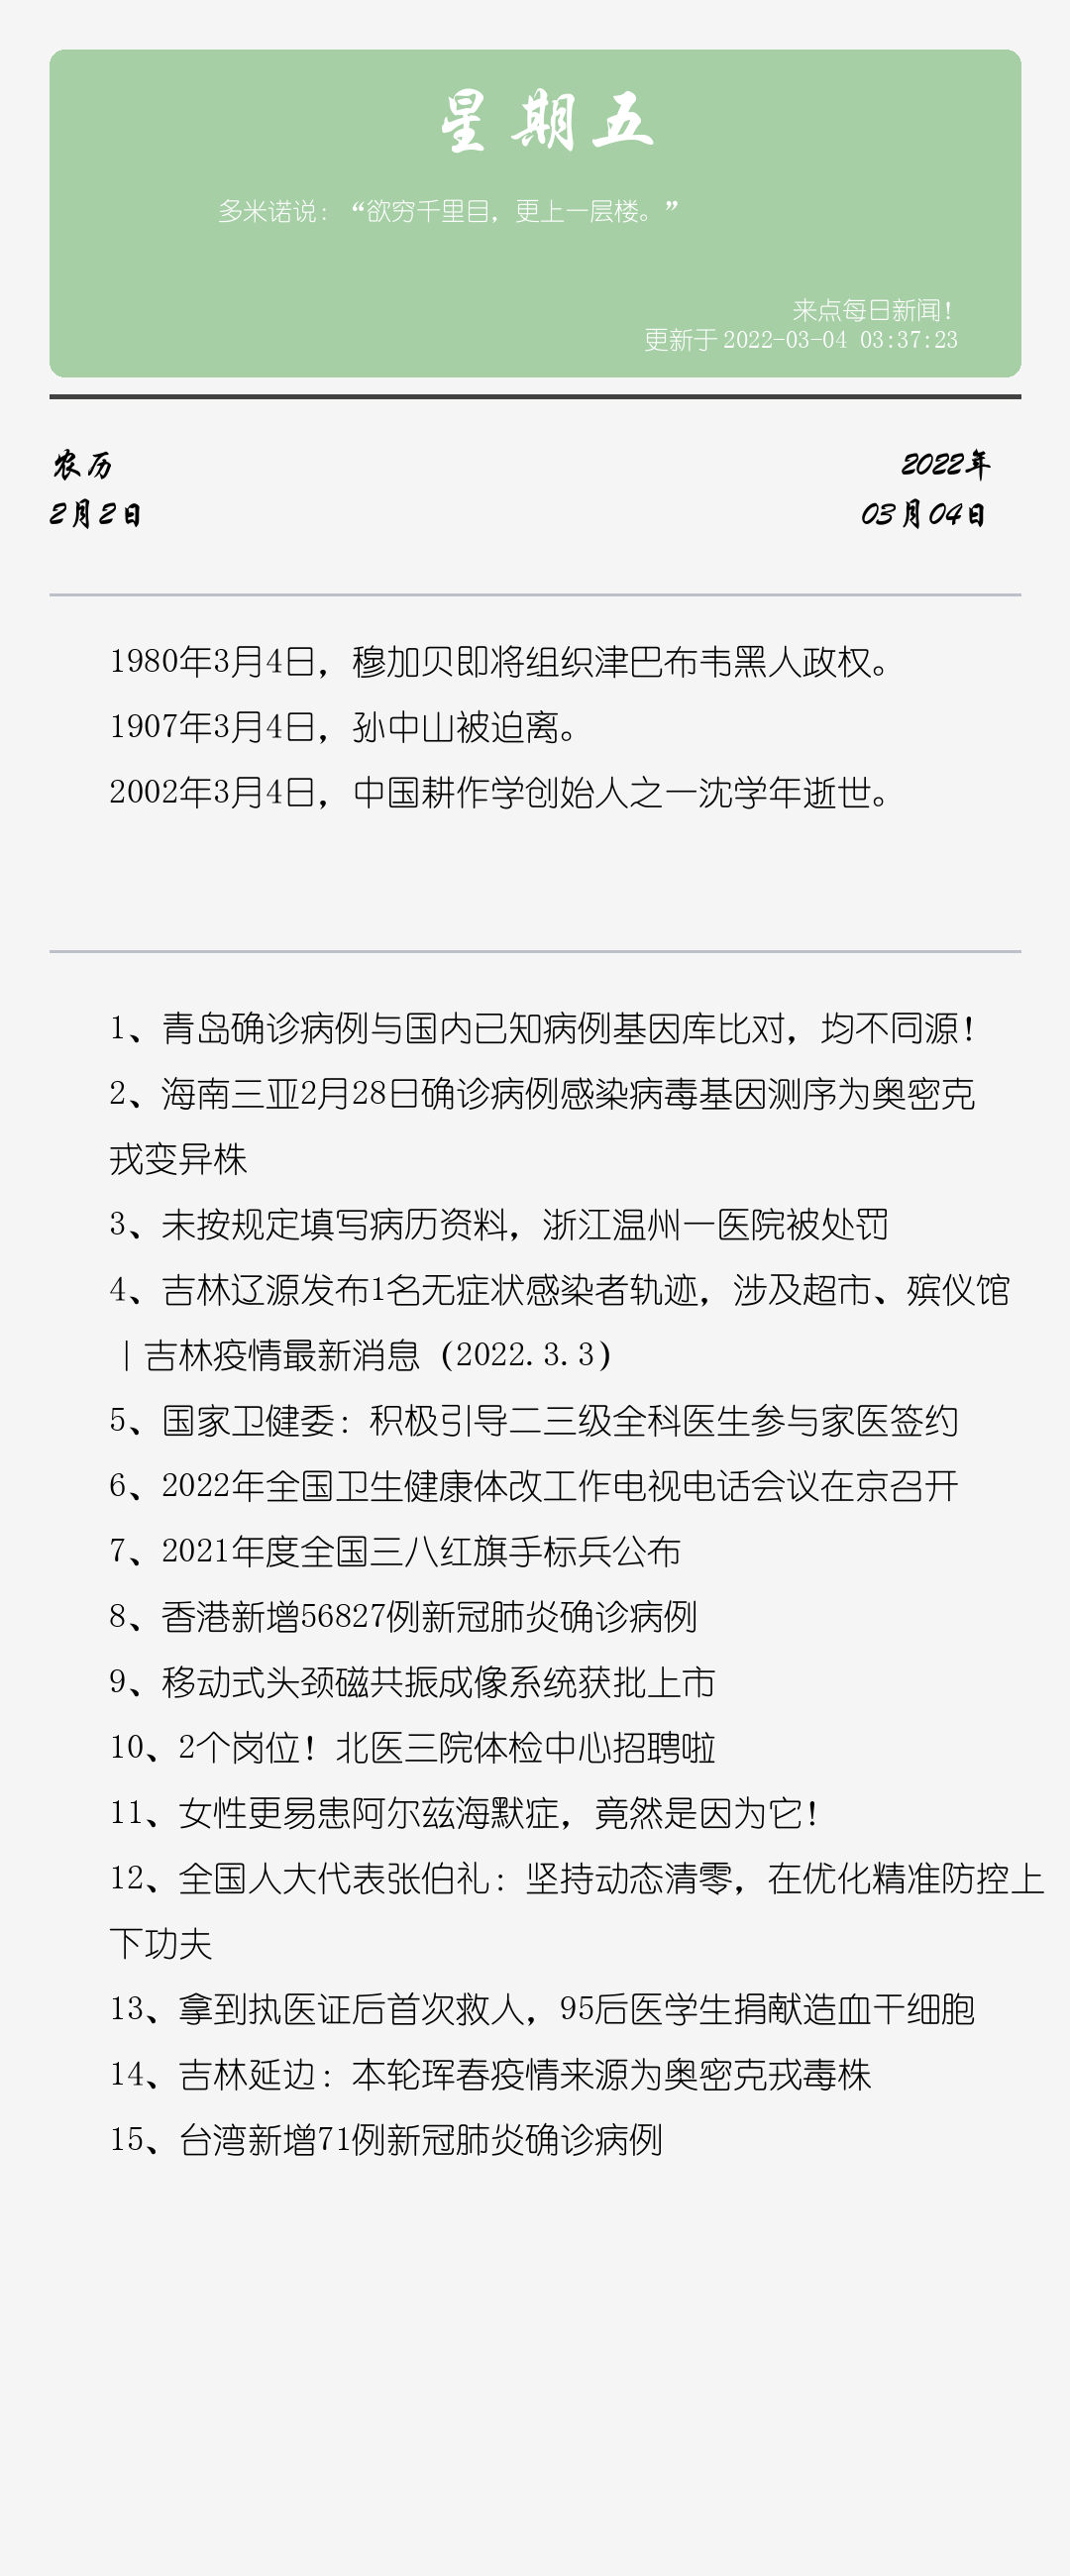 星期五
多米诺说：“欲穷千里目，更上一层楼。”
来点每日新闻！
更新于 2022-03-04 03:37:23
农历
2月2日
2022年
03月04日
1980年3月4日，穆加贝即将组织津巴布韦黑人政权。
1907年3月4日，孙中山被迫离。
2002年3月4日，中国耕作学创始人之一沈学年逝世。
1、青岛确诊病例与国内已知病例基因库比对，均不同源！
2、海南三亚2月28日确诊病例感染病毒基因测序为奥密克
戎变异株
3、未按规定填写病历资料，浙江温州一医院被处罚
4、吉林辽源发布1名无症状感染者轨迹，涉及超市、殡仪馆
｜吉林疫情最新消息（2022.3.3）
5、国家卫健委：积极引导二三级全科医生参与家医签约
6、2022年全国卫生健康体改工作电视电话会议在京召开
7、2021年度全国三八红旗手标兵公布
8、香港新增56827例新冠肺炎确诊病例
9、移动式头颈磁共振成像系统获批上市
10、2个岗位！北医三院体检中心招聘啦
11、女性更易患阿尔兹海默症，竟然是因为它！
12、全国人大代表张伯礼：坚持动态清零，在优化精准防控上
下功夫
13、拿到执医证后首次救人，95后医学生捐献造血干细胞
14、吉林延边：本轮珲春疫情来源为奥密克戎毒株
15、台湾新增71例新冠肺炎确诊病例